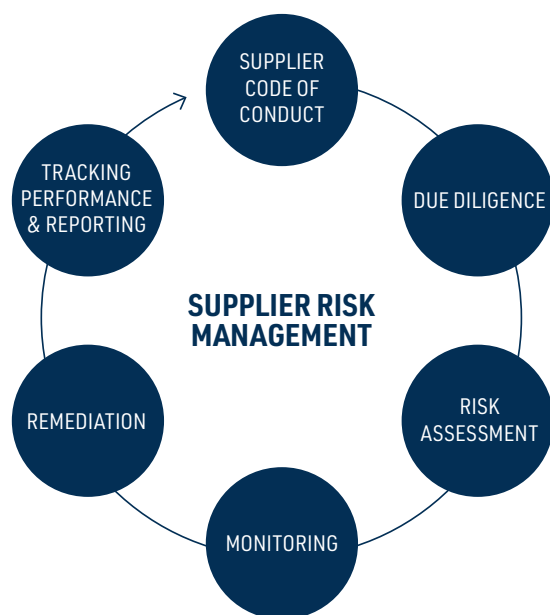 SUPPLIER
CODE OF
CONDUCT
DUE DILIGENCE
RISK
ASSESSMENT
MONITORING
REMEDIATION
TRACKING
PERFORMANCE
& REPORTING
SUPPLIER RISK
MANAGEMENT